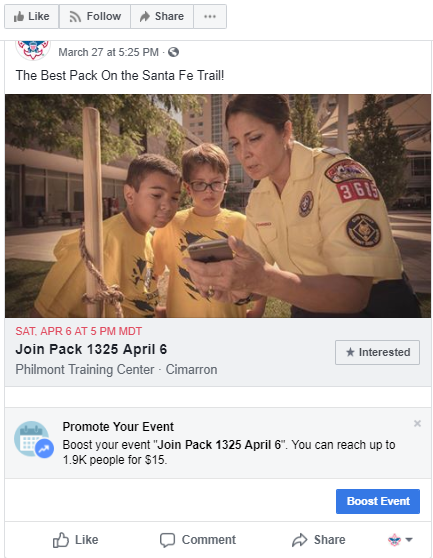 Like Follow Share ...
March 27 at 5:25 PM ·
The Best Pack On the Santa Fe Trail!
3615
SAT, APR 6 AT 5 PM MDT
Join Pack 1325 April 6
Philmont Training Center · Cimarron
★ Interested
Promote Your Event
Boost your event "Join Pack 1325 April 6". You can reach up to
1.9K people for $15.
Boost Event
Like Comment Share